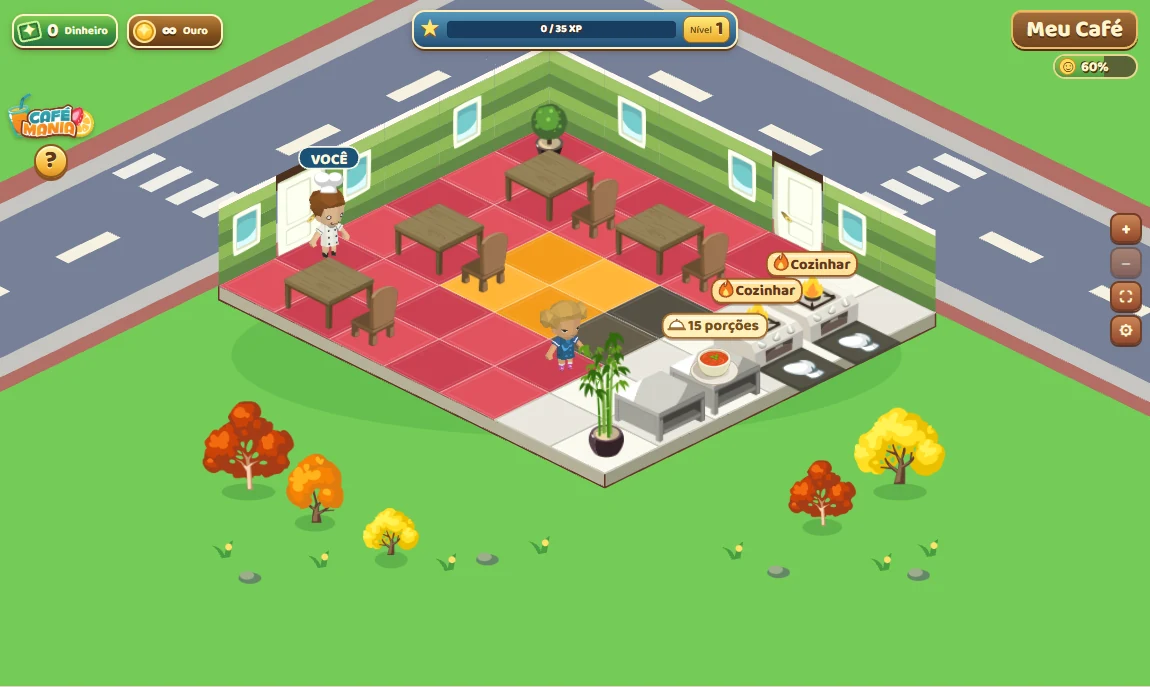 0 Dinheiro
∞ Ouro
0 / 35 XP
Nível 1
Meu Café
60%
CAFÉ
MANIA
?
VOCÊ
Cozinhar
Cozinhar
15 porções
+
−